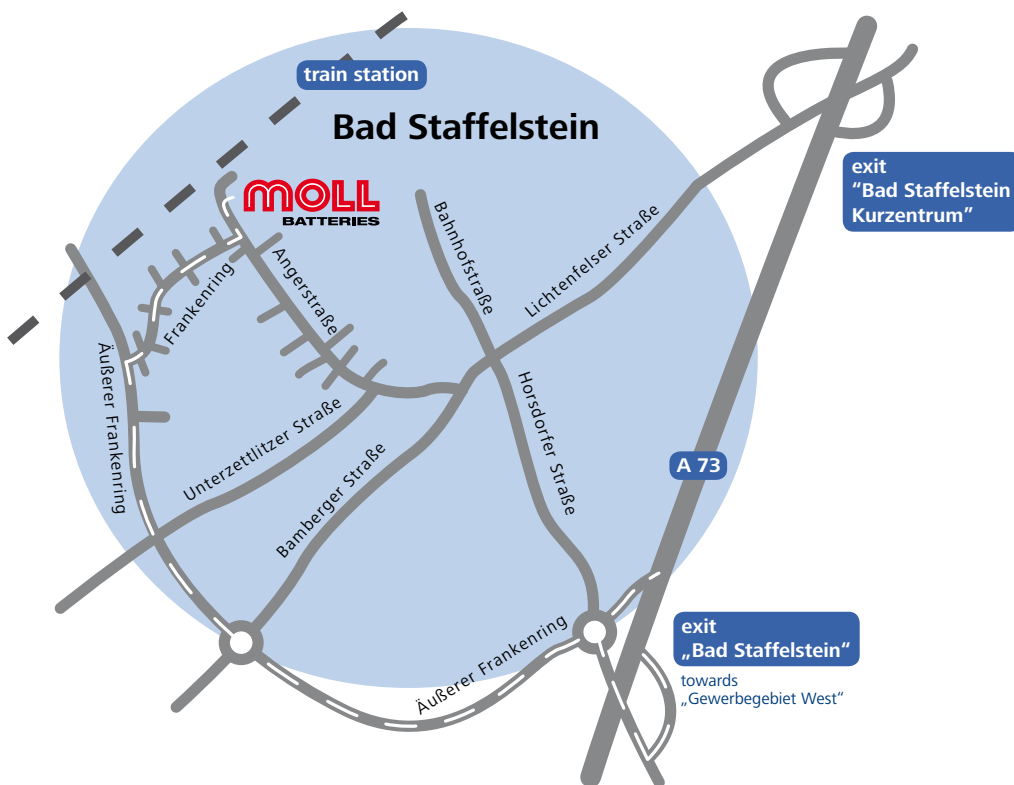 train station
Bad Staffelstein
moll
BATTERIES
exit
“Bad Staffelstein
Kurzentrum”
Bahnhofstraße
Lichtenfelser Straße
Frankenring
Angerstraße
Äußerer Frankenring
Unterzettlitzer Straße
Bamberger Straße
Horsdorfer Straße
A 73
Äußerer Frankenring
exit
„Bad Staffelstein“
towards
„Gewerbegebiet West“